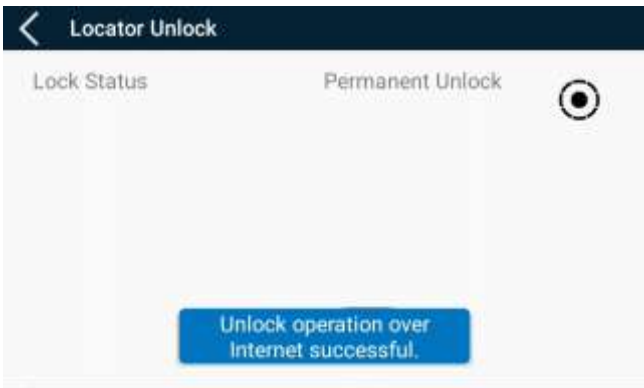 Locator Unlock
Lock Status Permanent Unlock
Unlock operation over
Internet successful.